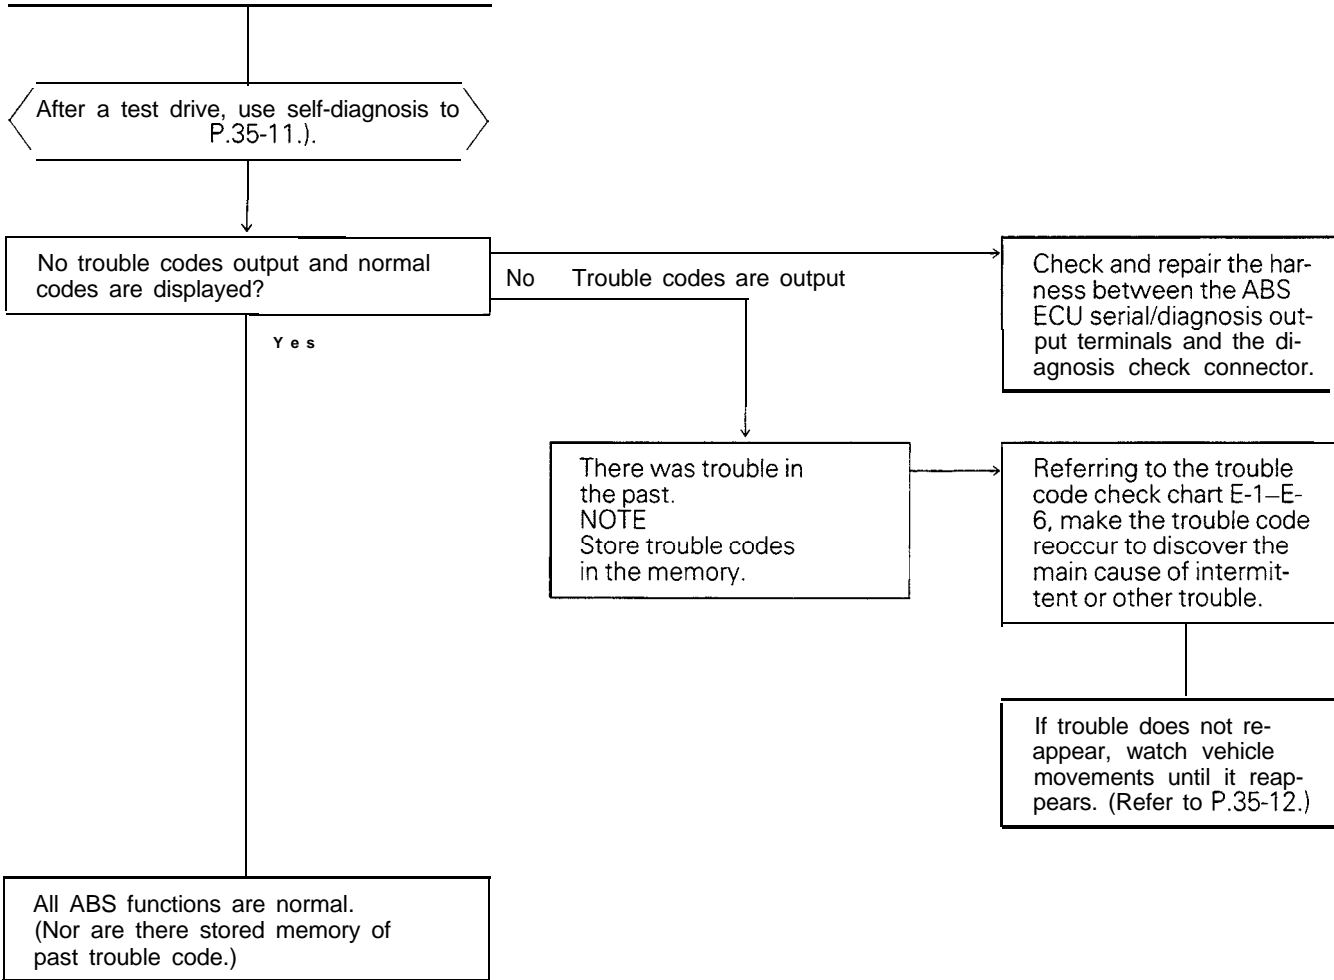 After a test drive, use self-diagnosis to
P.35-11.).
No trouble codes output and normal
codes are displayed?
No Trouble codes are output
Yes
Check and repair the har-
ness between the ABS
ECU serial/diagnosis out-
put terminals and the di-
agnosis check connector.
There was trouble in
the past.
NOTE
Store trouble codes
in the memory.
Referring to the trouble
code check chart E-1–E-
6, make the trouble code
reoccur to discover the
main cause of intermit-
tent or other trouble.
If trouble does not re-
appear, watch vehicle
movements until it reap-
pears. (Refer to P.35-12.)
All ABS functions are normal.
(Nor are there stored memory of
past trouble code.)